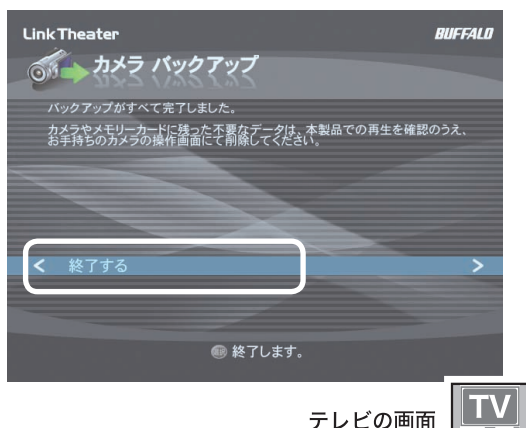 LinkTheater
BUFFALO
カメラ バックアップ
バックアップがすべて完了しました。
カメラやメモリーカードに残った不要なデータは、本製品での再生を確認のうえ、
お手持ちのカメラの操作画面にて削除してください。
< 終了する >
終了します。
テレビの画面
TV